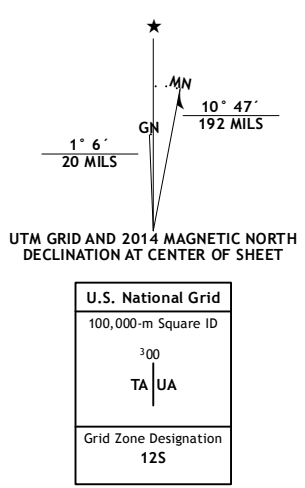 ★
MN
GN
10° 47´
192 MILS
1° 6´
20 MILS
UTM GRID AND 2014 MAGNETIC NORTH
DECLINATION AT CENTER OF SHEET
U.S. National Grid
100,000-m Square ID
³00
TA UA
Grid Zone Designation
12S